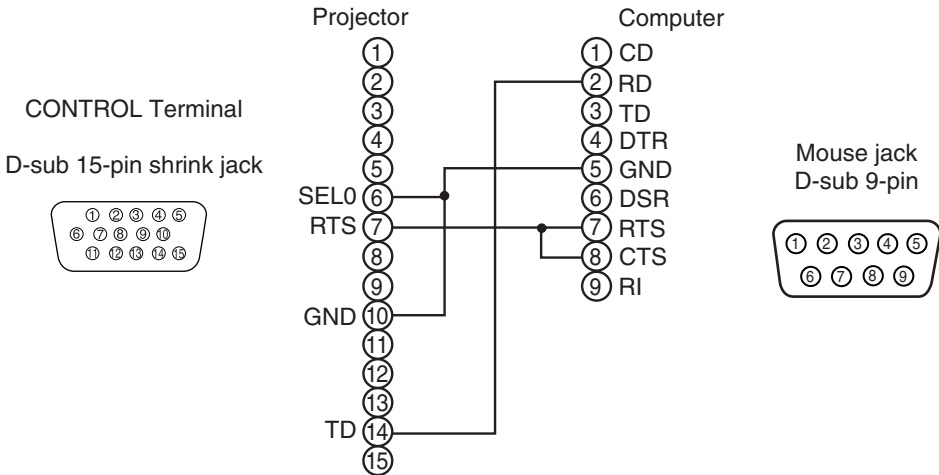 Projector
Computer
CONTROL Terminal
D-sub 15-pin shrink jack
1 2 3 4 5
6 7 8 9 10
11 12 13 14 15
1
2
3
4
5
SEL0 6
RTS 7
8
9
GND 10
11
12
13
TD 14
15
1 CD
2 RD
3 TD
4 DTR
5 GND
6 DSR
7 RTS
8 CTS
9 RI
Mouse jack
D-sub 9-pin
1 2 3 4 5
6 7 8 9